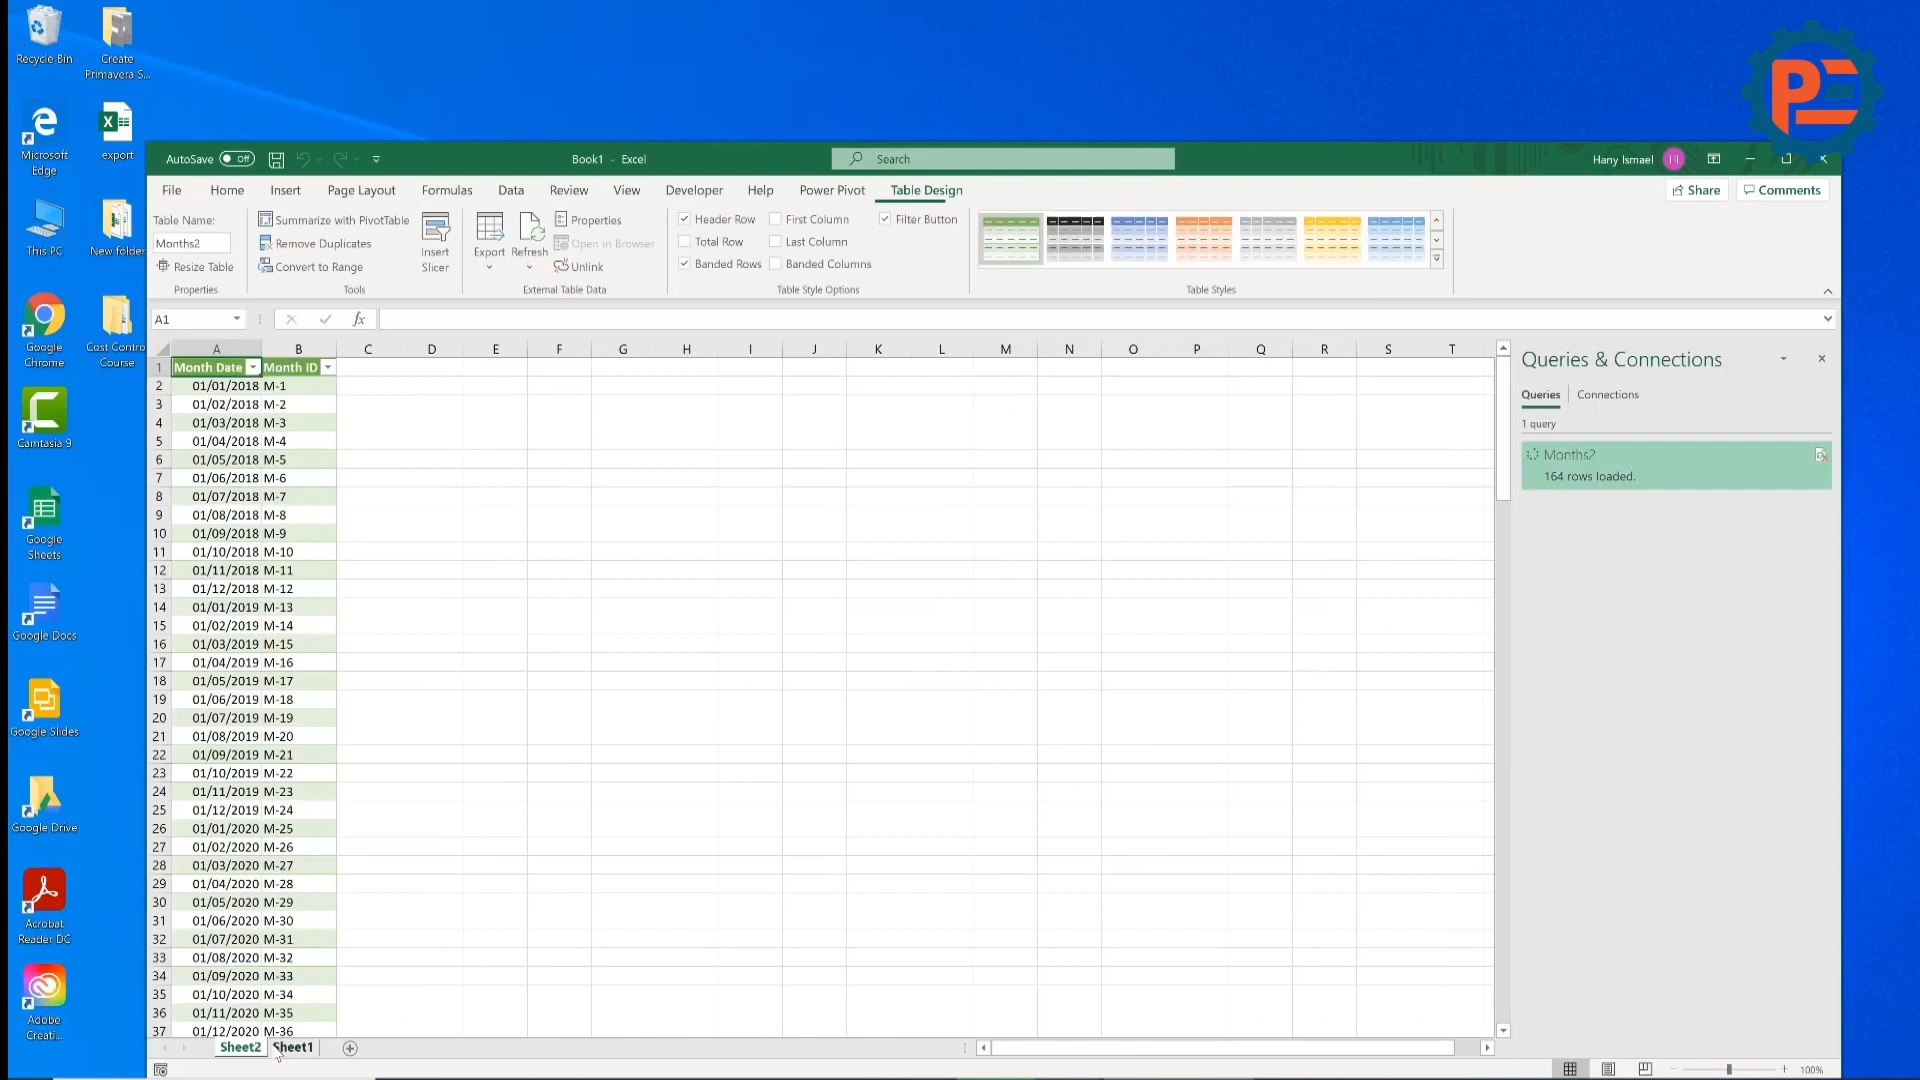 Recycle Bin
Create
Primavera S...
Microsoft
Edge
export
This PC
New folder
Google
Chrome
Cost Contro
Course
Camtasia 9
Google
Sheets
Google Docs
Google Slides
Google Drive
Acrobat
Reader DC
Adobe
Creati...
PE
AutoSave Off
Book1 - Excel
Search
Hany Ismael HI
File Home Insert Page Layout Formulas Data Review View Developer Help Power Pivot Table Design
Share Comments
Table Name:
Months2
Resize Table
Properties
Summarize with PivotTable
Remove Duplicates
Convert to Range
Tools
Insert
Slicer
Export
Refresh
Properties
Open in Browser
Unlink
External Table Data
Header Row First Column Filter Button
Total Row Last Column
Banded Rows Banded Columns
Table Style Options
Table Styles
A1
fx
A B C D E F G H I J K L M N O P Q R S T
1 Month Date Month ID
2 01/01/2018 M-1
3 01/02/2018 M-2
4 01/03/2018 M-3
5 01/04/2018 M-4
6 01/05/2018 M-5
7 01/06/2018 M-6
8 01/07/2018 M-7
9 01/08/2018 M-8
10 01/09/2018 M-9
11 01/10/2018 M-10
12 01/11/2018 M-11
13 01/12/2018 M-12
14 01/01/2019 M-13
15 01/02/2019 M-14
16 01/03/2019 M-15
17 01/04/2019 M-16
18 01/05/2019 M-17
19 01/06/2019 M-18
20 01/07/2019 M-19
21 01/08/2019 M-20
22 01/09/2019 M-21
23 01/10/2019 M-22
24 01/11/2019 M-23
25 01/12/2019 M-24
26 01/01/2020 M-25
27 01/02/2020 M-26
28 01/03/2020 M-27
29 01/04/2020 M-28
30 01/05/2020 M-29
31 01/06/2020 M-30
32 01/07/2020 M-31
33 01/08/2020 M-32
34 01/09/2020 M-33
35 01/10/2020 M-34
36 01/11/2020 M-35
37 01/12/2020 M-36
Queries & Connections
Queries Connections
1 query
Months2
164 rows loaded.
Sheet2 Sheet1
100%